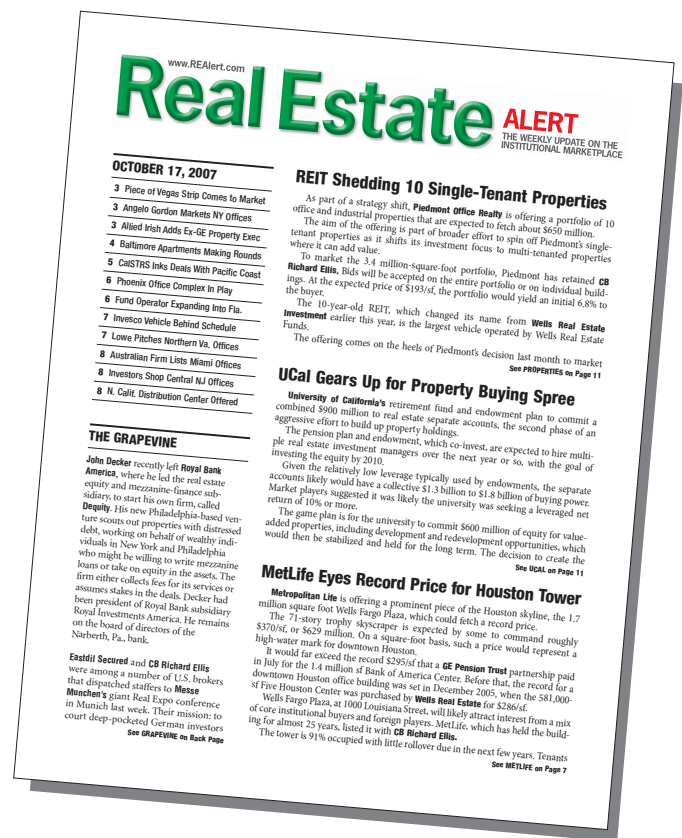 www.REAlert.com
Real Estate ALERT
THE WEEKLY UPDATE ON THE
INSTITUTIONAL MARKETPLACE
OCTOBER 17, 2007
3 Piece of Vegas Strip Comes to Market
3 Angelo Gordon Markets NY Offices
3 Allied Irish Adds Ex-GE Property Exec
4 Baltimore Apartments Making Rounds
5 CalSTRS Inks Deals With Pacific Coast
6 Phoenix Office Complex In Play
6 Fund Operator Expanding Into Fla.
7 Invesco Vehicle Behind Schedule
7 Lowe Pitches Northern Va. Offices
8 Australian Firm Lists Miami Offices
8 Investors Shop Central NJ Offices
8 N. Calif. Distribution Center Offered
THE GRAPEVINE
John Decker recently left Royal Bank
America, where he led the real estate
equity and mezzanine-finance sub-
sidiary, to start his own firm, called
Dequity. His new Philadelphia-based ven-
ture scouts out properties with distressed
debt, working on behalf of wealthy indi-
viduals in New York and Philadelphia
who might be willing to write mezzanine
loans or take on equity in the assets. The
firm either collects fees for its services or
assumes stakes in the deals. Decker had
been president of Royal Bank subsidiary
Royal Investments America. He remains
on the board of directors of the
Narberth, Pa., bank.
Eastdil Secured and CB Richard Ellis
were among a number of U.S. brokers
that dispatched staffers to Messe
Munchen's giant Real Expo conference
in Munich last week. Their mission: to
court deep-pocketed German investors
See GRAPEVINE on Back Page
REIT Shedding 10 Single-Tenant Properties
As part of a strategy shift, Piedmont Office Realty is offering a portfolio of 10
office and industrial properties that are expected to fetch about $650 million.
The aim of the offering is part of broader effort to spin off Piedmont's single-
tenant properties as it shifts its investment focus to multi-tenanted properties
where it can add value.
To market the 3.4 million-square-foot portfolio, Piedmont has retained CB
Richard Ellis. Bids will be accepted on the entire portfolio or on individual build-
ings. At the expected price of $193/sf, the portfolio would yield an initial 6.8% to
the buyer.
The 10-year-old REIT, which changed its name from Wells Real Estate
Investment earlier this year, is the largest vehicle operated by Wells Real Estate
Funds.
The offering comes on the heels of Piedmont's decision last month to market
See PROPERTIES on Page 11
UCal Gears Up for Property Buying Spree
University of California's retirement fund and endowment plan to commit a
combined $900 million to real estate separate accounts, the second phase of an
aggressive effort to build up property holdings.
The pension plan and endowment, which co-invest, are expected to hire multi-
ple real estate investment managers over the next year or so, with the goal of
investing the equity by 2010.
Given the relatively low leverage typically used by endowments, the separate
accounts likely would have a collective $1.3 billion to $1.8 billion of buying power.
Market players suggested it was likely the university was seeking a leveraged net
return of 10% or more.
The game plan is for the university to commit $600 million of equity for value-
added properties, including development and redevelopment opportunities, which
would then be stabilized and held for the long term. The decision to create the
See UCAL on Page 11
MetLife Eyes Record Price for Houston Tower
Metropolitan Life is offering a prominent piece of the Houston skyline, the 1.7
million square foot Wells Fargo Plaza, which could fetch a record price.
The 71-story trophy skyscraper is expected by some to command roughly
$370/sf, or $629 million. On a square-foot basis, such a price would represent a
high-water mark for downtown Houston.
It would far exceed the record $295/sf that a GE Pension Trust partnership paid
in July for the 1.4 million sf Bank of America Center. Before that, the record for a
downtown Houston office building was set in December 2005, when the 581,000-
sf Five Houston Center was purchased by Wells Real Estate for $286/sf.
Wells Fargo Plaza, at 1000 Louisiana Street, will likely attract interest from a mix
of core institutional buyers and foreign players. MetLife, which has held the build-
ing for almost 25 years, listed it with CB Richard Ellis.
The tower is 91% occupied with little rollover due in the next few years. Tenants
See METLIFE on Page 7